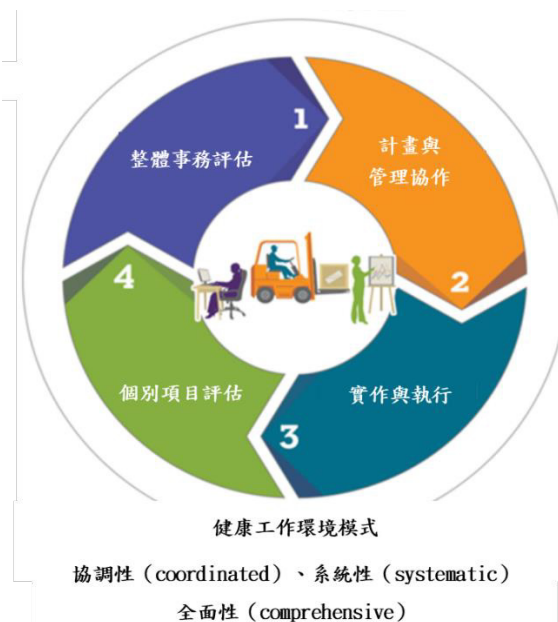 1
整體事務評估
計畫與
管理協作
2
實作與執行
3
個別項目評估
4
健康工作環境模式
協調性（coordinated）、系統性（systematic）
全面性（comprehensive）